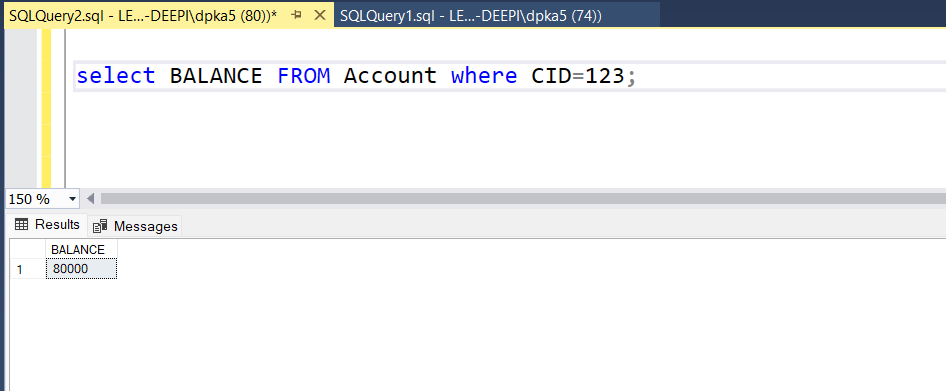 SQLQuery2.sql - LE...-DEEPI\dpka5 (80))* SQLQuery1.sql - LE...-DEEPI\dpka5 (74))
select BALANCE FROM Account where CID=123;
150 %
Results Messages
BALANCE
1 80000